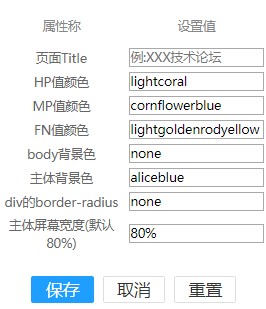 属性称 设置值
页面Title 例:XXX技术论坛
HP值颜色 lightcoral
MP值颜色 cornflowerblue
FN值颜色 lightgoldenrodyellow
body背景色 none
主体背景色 aliceblue
div的border-radius none
主体屏幕宽度(默认 80%
80%)
保存 取消 重置